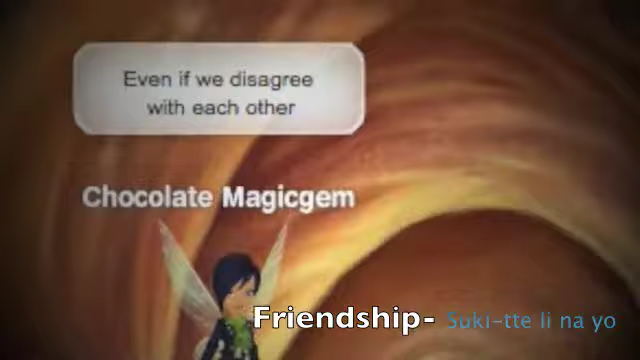 Even if we disagree
with each other
Chocolate Magicgem
Friendship- Suki-tte Ii na yo